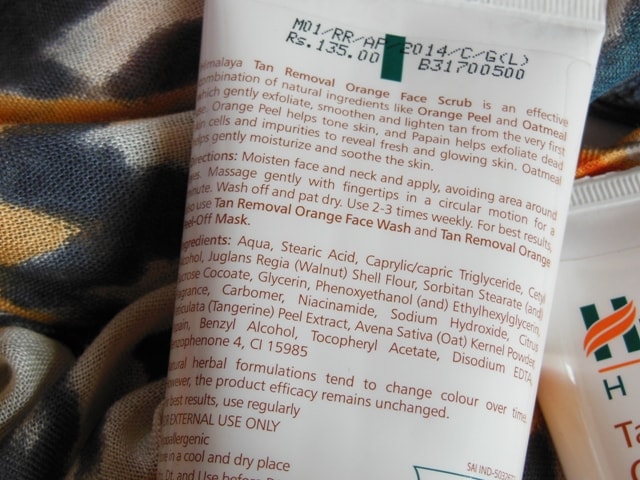 M01/RR/AP/2014/C/G(L)
Rs.135.00 B31700500
Himalaya Tan Removal Orange Face Scrub is an effective
combination of natural ingredients like Orange Peel and Oatmeal
which gently exfoliate, smoothen and lighten tan from the very first
use. Orange Peel helps tone skin, and Papain helps exfoliate dead
skin cells and impurities to reveal fresh and glowing skin. Oatmeal
helps gently moisturize and soothe the skin.
Directions: Moisten face and neck and apply, avoiding area around
eyes. Massage gently with fingertips in a circular motion for a
minute. Wash off and pat dry. Use 2-3 times weekly. For best results,
also use Tan Removal Orange Face Wash and Tan Removal Orange
Peel-Off Mask.
Ingredients: Aqua, Stearic Acid, Caprylic/capric Triglyceride, Cetyl
Alcohol, Juglans Regia (Walnut) Shell Flour, Sorbitan Stearate (and)
Sucrose Cocoate, Glycerin, Phenoxyethanol (and) Ethylhexylglycerin,
Fragrance, Carbomer, Niacinamide, Sodium Hydroxide, Citrus
Reticulata (Tangerine) Peel Extract, Avena Sativa (Oat) Kernel Powder,
Papain, Benzyl Alcohol, Tocopheryl Acetate, Disodium EDTA,
Benzophenone 4, CI 15985
Natural herbal formulations tend to change colour over time.
However, the product efficacy remains unchanged.
For best results, use regularly
FOR EXTERNAL USE ONLY
in a cool and dry place
Dt. and Use before
SAI IND-
H
Ta